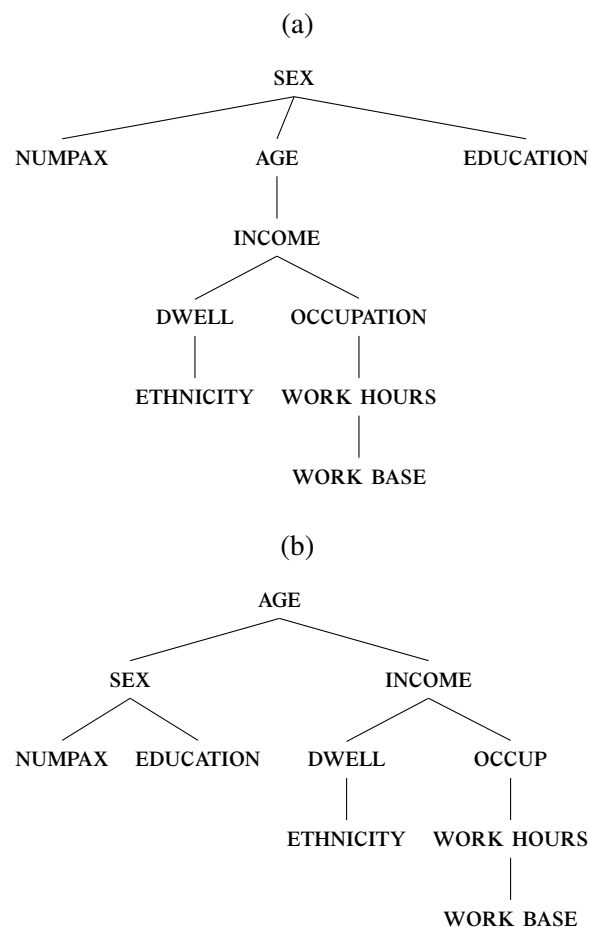 (a)
SEX
NUMPAX AGE EDUCATION
INCOME
DWELL OCCUPATION
ETHNICITY WORK HOURS
WORK BASE
(b)
AGE
SEX INCOME
NUMPAX EDUCATION DWELL OCCUP
ETHNICITY WORK HOURS
WORK BASE